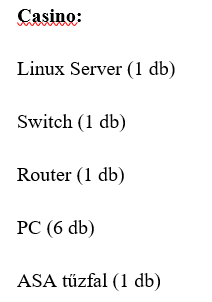 Casino:
Linux Server (1 db)
Switch (1 db)
Router (1 db)
PC (6 db)
ASA tűzfal (1 db)